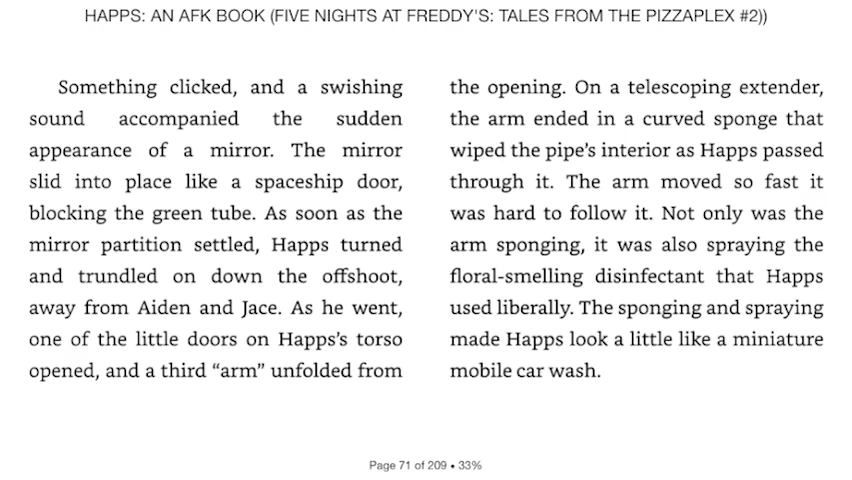 HAPPS: AN AFK BOOK (FIVE NIGHTS AT FREDDY'S: TALES FROM THE PIZZAPLEX #2))
Something clicked, and a swishing
sound accompanied the sudden
appearance of a mirror. The mirror
slid into place like a spaceship door,
blocking the green tube. As soon as the
mirror partition settled, Happs turned
and trundled on down the offshoot,
away from Aiden and Jace. As he went,
one of the little doors on Happs’s torso
opened, and a third “arm” unfolded from
the opening. On a telescoping extender,
the arm ended in a curved sponge that
wiped the pipe’s interior as Happs passed
through it. The arm moved so fast it
was hard to follow it. Not only was the
arm sponging, it was also spraying the
floral-smelling disinfectant that Happs
used liberally. The sponging and spraying
made Happs look a little like a miniature
mobile car wash.
Page 71 of 209 • 33%